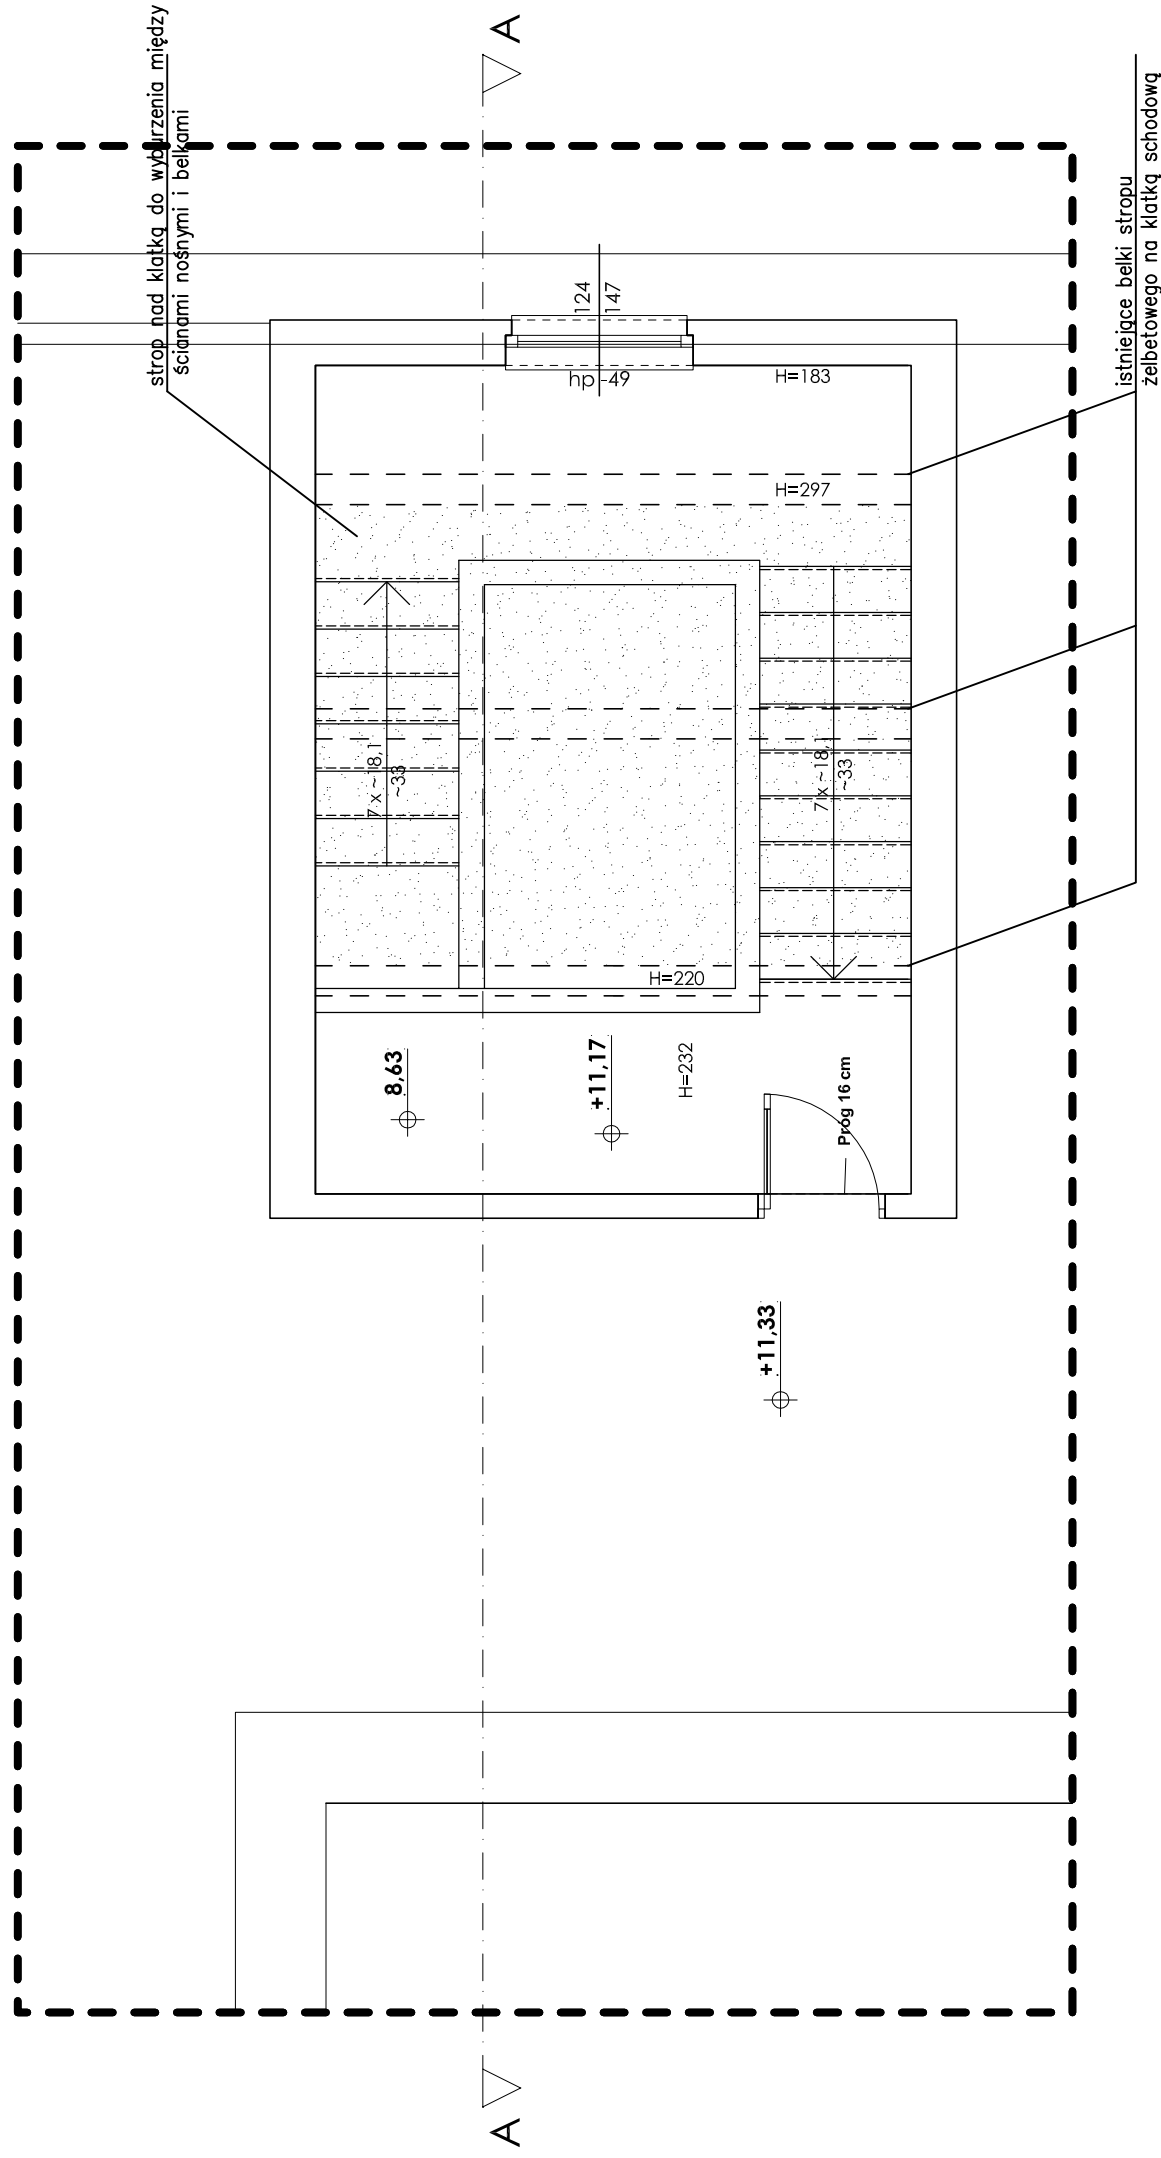 strop nad klatką do wyburzenia między
ścianami nośnymi i belkami
A
istniejące belki stropu
żelbetowego na klatką schodową
124
147
hp -49
H=183
H=297
7 x ~18,1
~33
7 x ~18,1
~33
H=220
8,63
+11,17
H=232
Próg 16 cm
+11,33
A